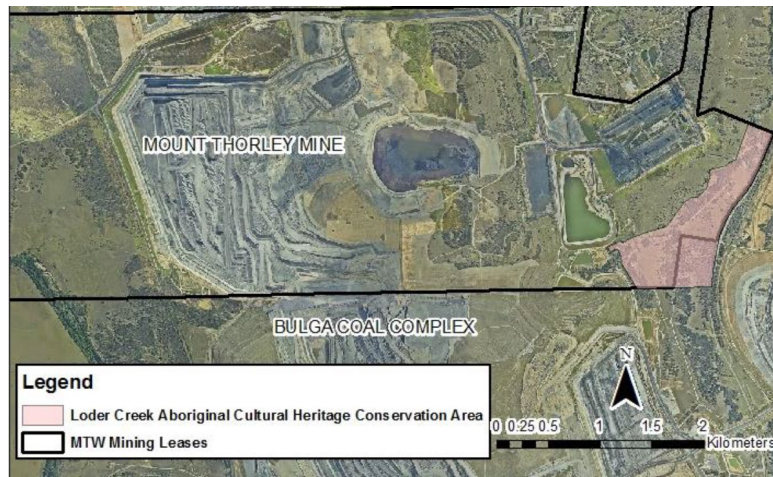 MOUNT THORLEY MINE
BULGA COAL COMPLEX
Legend
Loder Creek Aboriginal Cultural Heritage Conservation Area
MTW Mining Leases
N
0 0.25 0.5 1 1.5 2
Kilometers